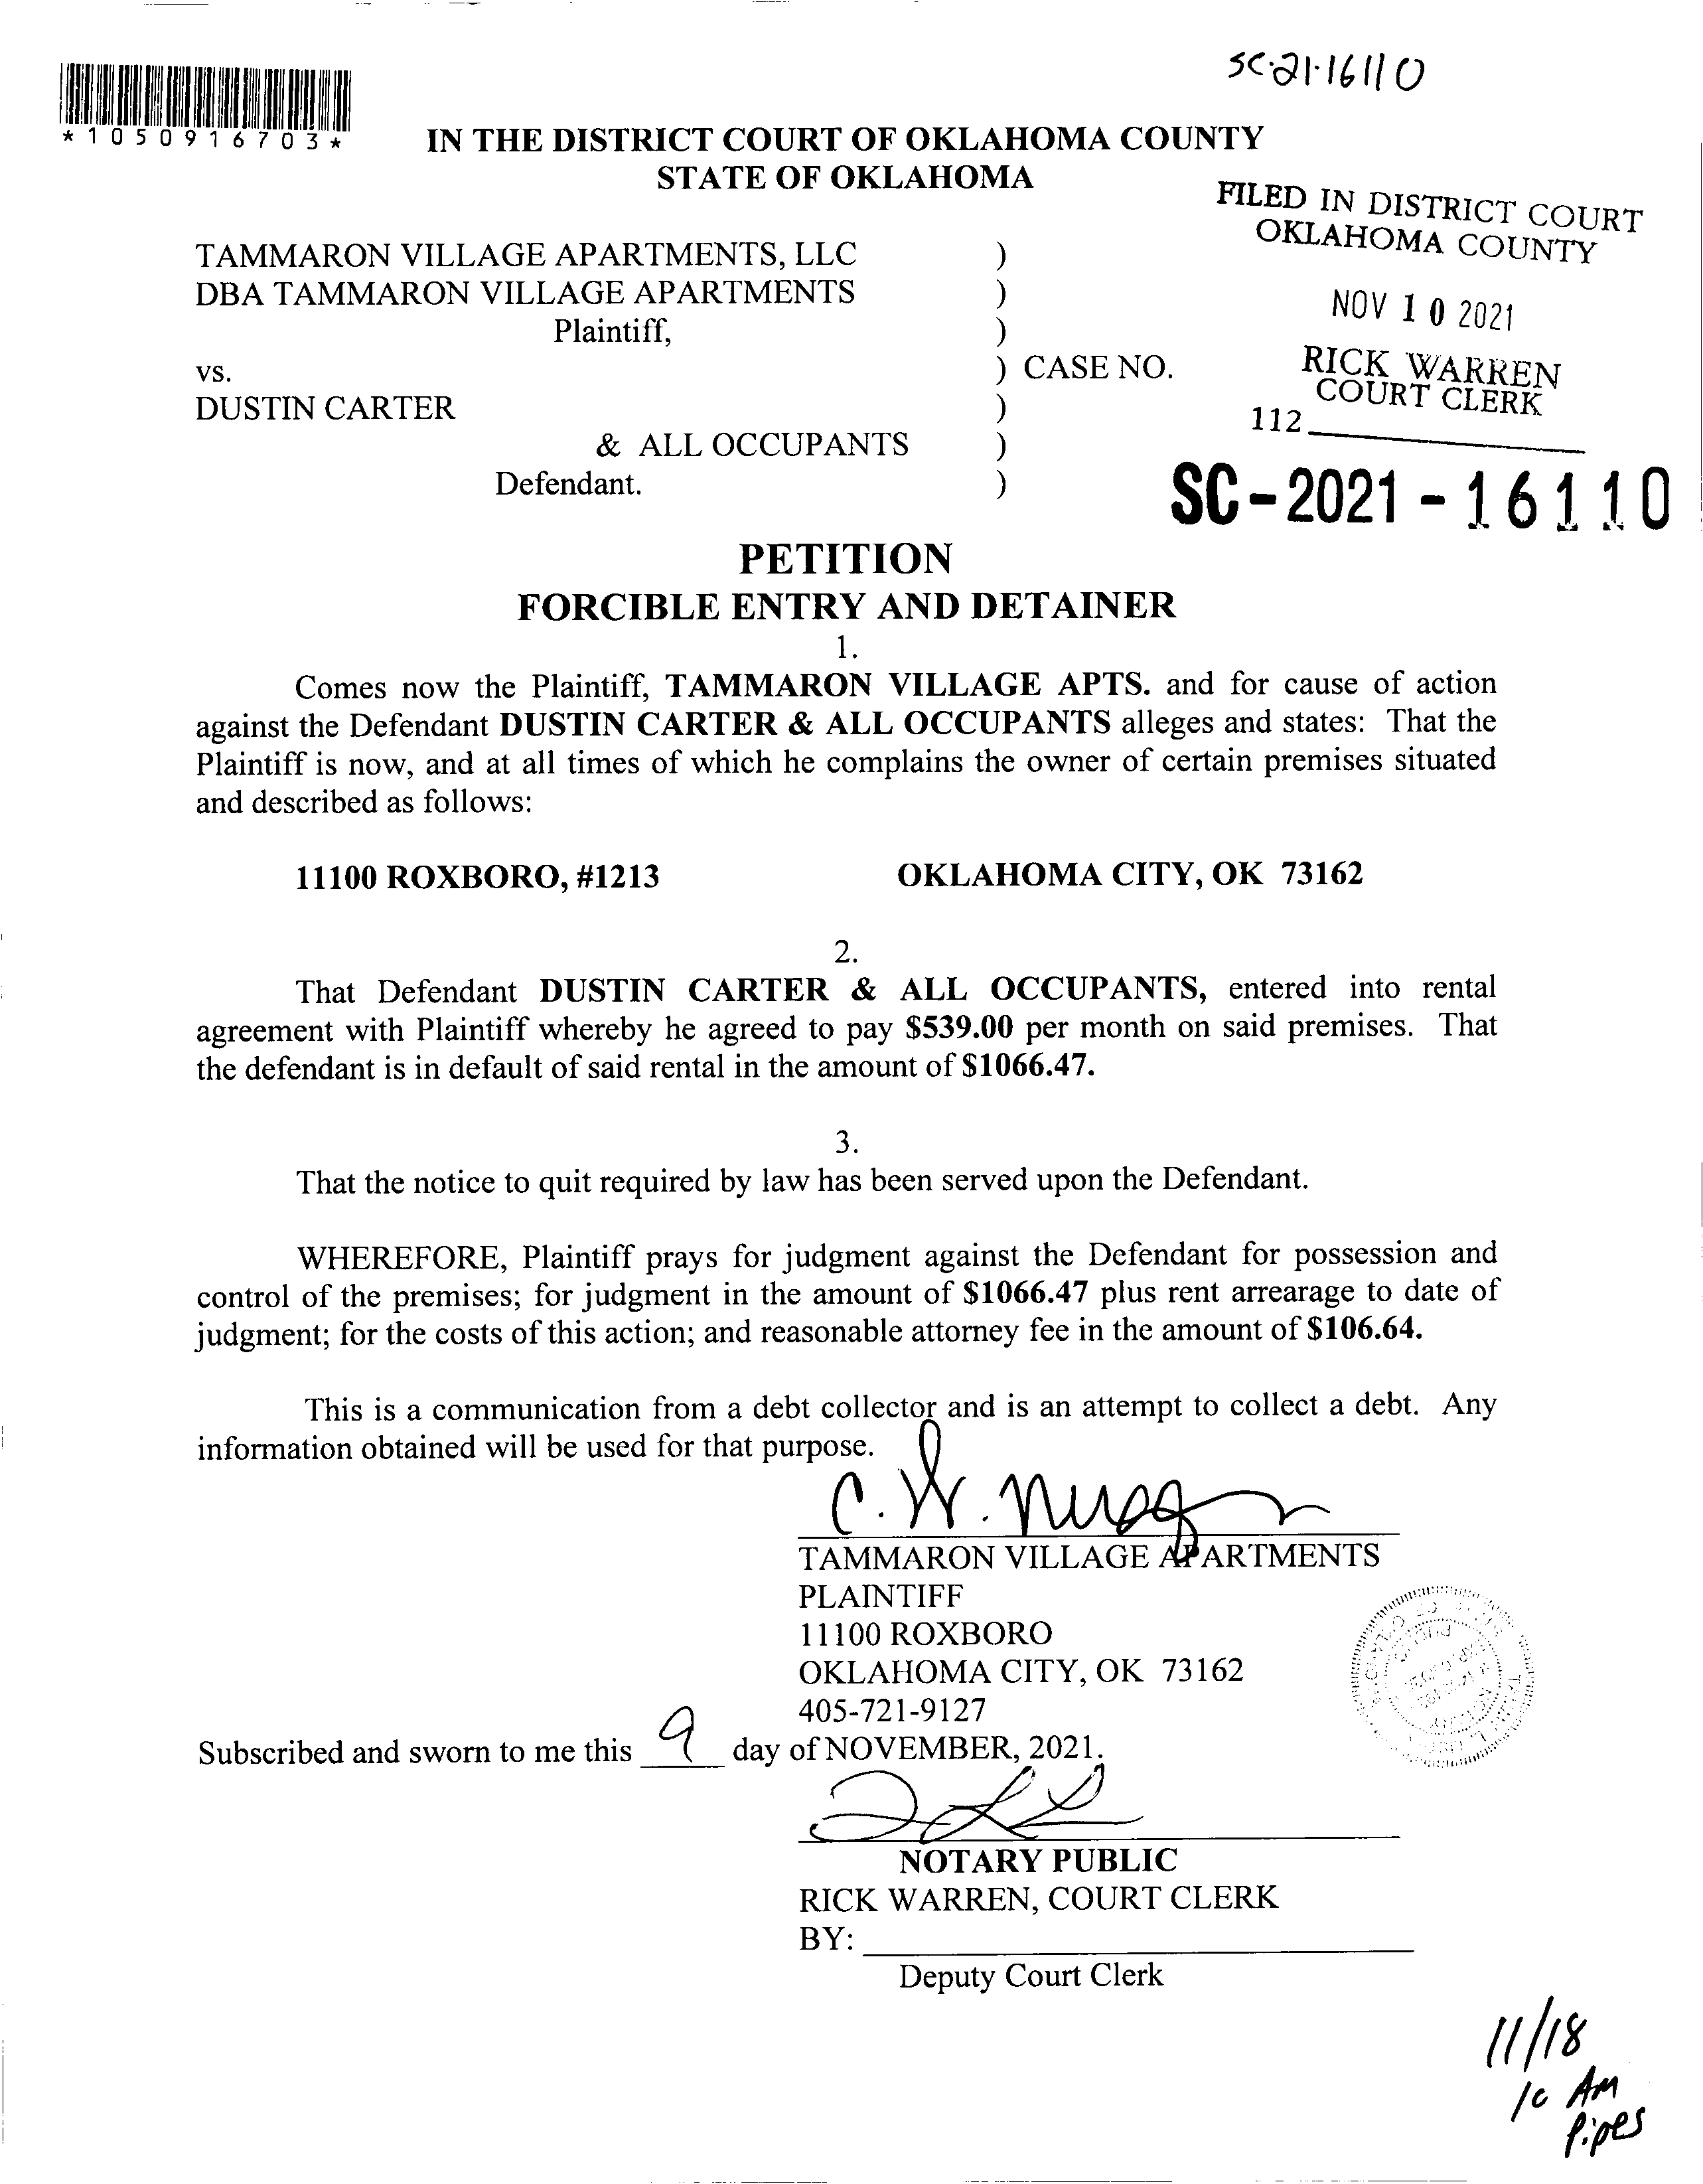 SC-21-16110
*1050916703*
IN THE DISTRICT COURT OF OKLAHOMA COUNTY
STATE OF OKLAHOMA
FILED IN DISTRICT COURT
OKLAHOMA COUNTY
NOV 10 2021
RICK WARREN
COURT CLERK
112
TAMMARON VILLAGE APARTMENTS, LLC )
DBA TAMMARON VILLAGE APARTMENTS )
Plaintiff, )
vs. ) CASE NO.
DUSTIN CARTER )
& ALL OCCUPANTS )
Defendant. )
SC-2021-16110
PETITION
FORCIBLE ENTRY AND DETAINER
1.
Comes now the Plaintiff, TAMMARON VILLAGE APTS. and for cause of action
against the Defendant DUSTIN CARTER & ALL OCCUPANTS alleges and states: That the
Plaintiff is now, and at all times of which he complains the owner of certain premises situated
and described as follows:
11100 ROXBORO, #1213 OKLAHOMA CITY, OK 73162
2.
That Defendant DUSTIN CARTER & ALL OCCUPANTS, entered into rental
agreement with Plaintiff whereby he agreed to pay $539.00 per month on said premises. That
the defendant is in default of said rental in the amount of $1066.47.
3.
That the notice to quit required by law has been served upon the Defendant.
WHEREFORE, Plaintiff prays for judgment against the Defendant for possession and
control of the premises; for judgment in the amount of $1066.47 plus rent arrearage to date of
judgment; for the costs of this action; and reasonable attorney fee in the amount of $106.64.
This is a communication from a debt collector and is an attempt to collect a debt. Any
information obtained will be used for that purpose.
C. W.
TAMMARON VILLAGE APARTMENTS
PLAINTIFF
11100 ROXBORO
OKLAHOMA CITY, OK 73162
405-721-9127
Subscribed and sworn to me this 9 day of NOVEMBER, 2021.
NOTARY PUBLIC
RICK WARREN, COURT CLERK
BY:
Deputy Court Clerk
11/18
10 AM
Pipes